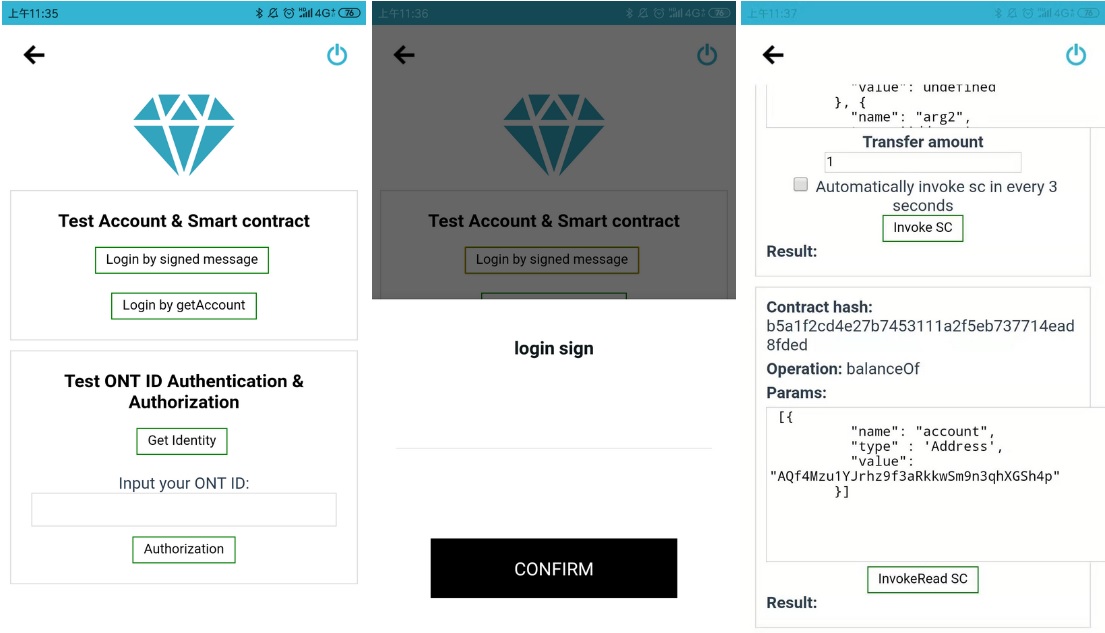 上午11:35
4G+
76
Test Account & Smart contract
Login by signed message
Login by getAccount
Test ONT ID Authentication &
Authorization
Get Identity
Input your ONT ID:
Authorization
上午11:36
4G+
76
Test Account & Smart contract
Login by signed message
login sign
CONFIRM
上午11:37
4G+
"value": undefined
}, {
"name": "arg2",
Transfer amount
1
Automatically invoke sc in every 3
seconds
Invoke SC
Result:
Contract hash:
b5a1f2cd4e27b7453111a2f5eb737714ead
8fded
Operation: balanceOf
Params:
[{
"name": "account",
"type" : 'Address',
"value":
"AQf4Mzu1YJrhz9f3aRkkwSm9n3qhXGSh4p"
}]
InvokeRead SC
Result: